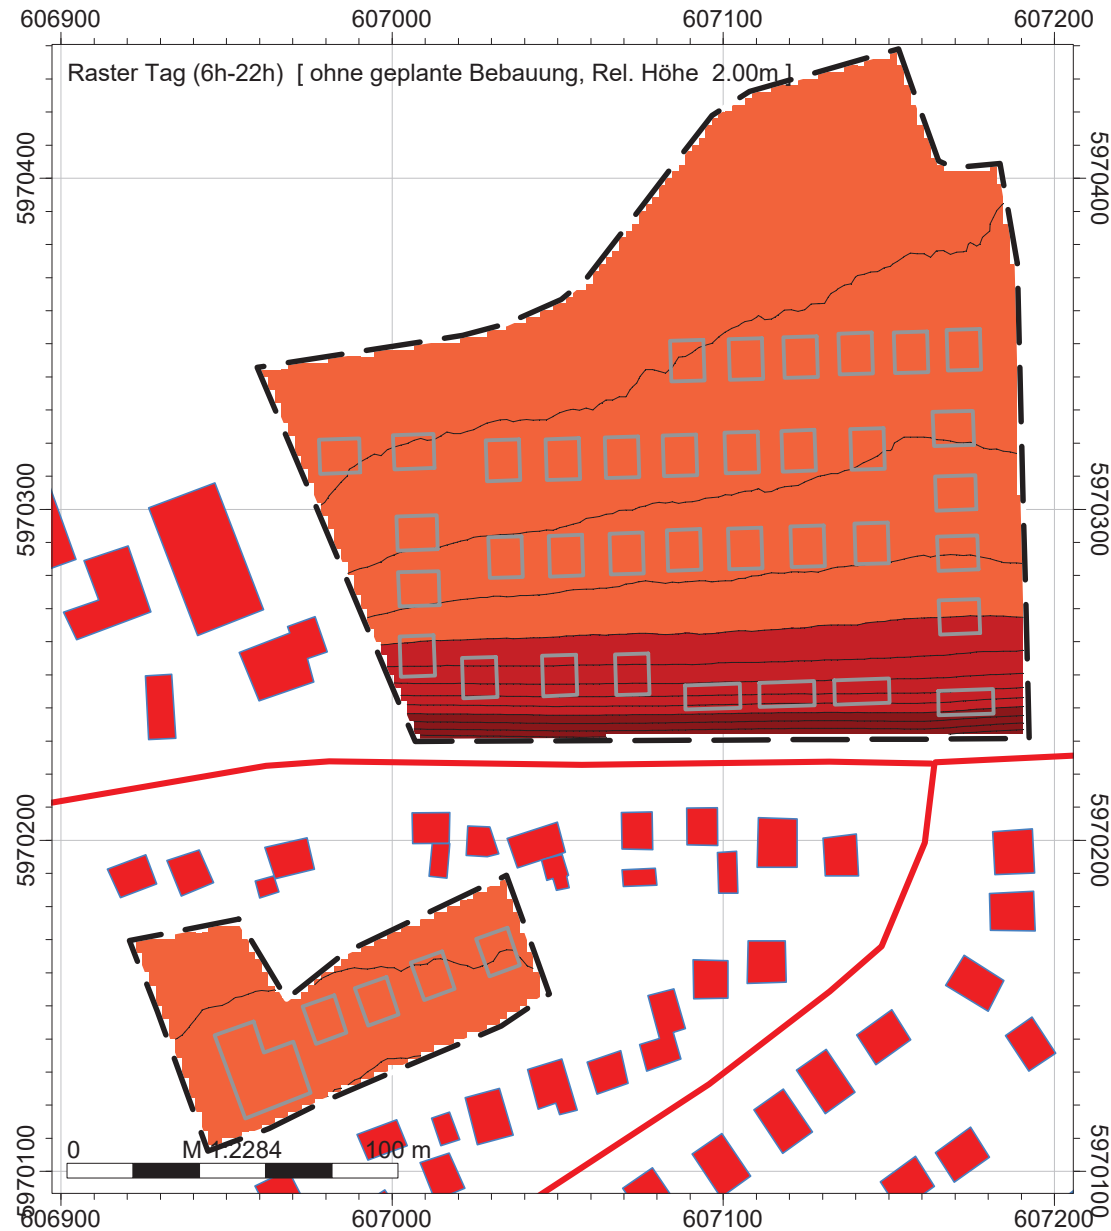 606900 607000 607100 607200
Raster Tag (6h-22h) [ ohne geplante Bebauung, Rel. Höhe 2.00m ]
5970400 5970400
5970300 5970300
5970200 5970200
5970100 5970100
0 M 1:2284 100 m
606900 607000 607100 607200